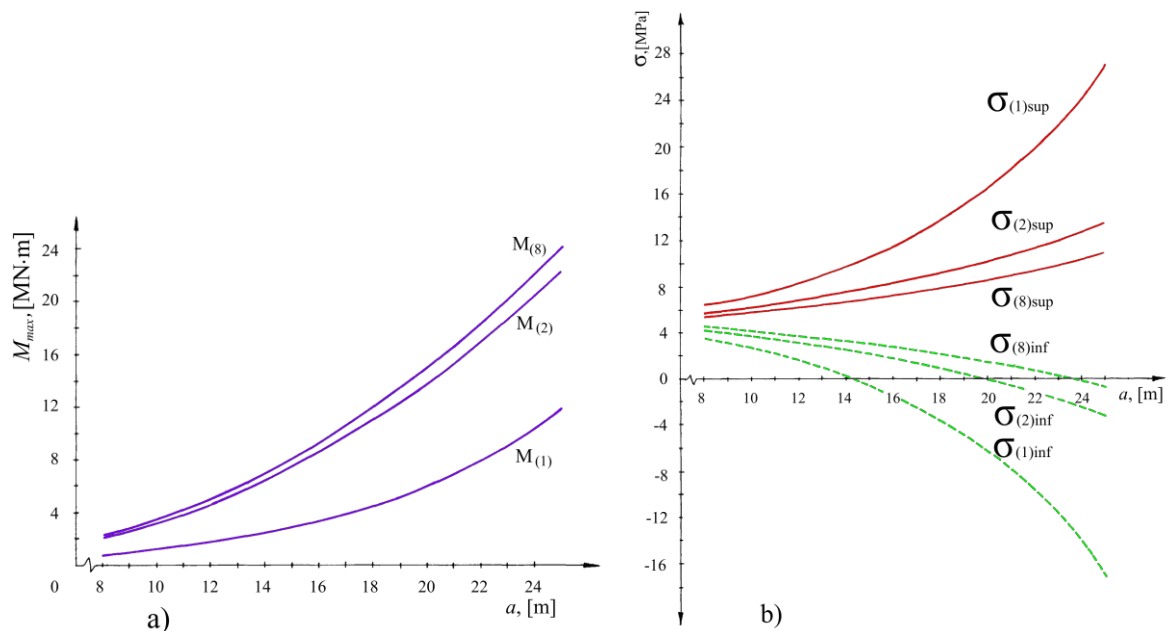 M_max, [MN·m]
24
20
16
12
8
4
0
M(8)
M(2)
M(1)
8 10 12 14 16 18 20 22 24
a, [m]
a)
σ,[MPa]
28
24
20
16
12
8
4
0
-4
-8
-12
-16
σ(1)sup
σ(2)sup
σ(8)sup
σ(8)inf
8 10 12 14 16 18 20 22 24
a, [m]
σ(2)inf
σ(1)inf
b)